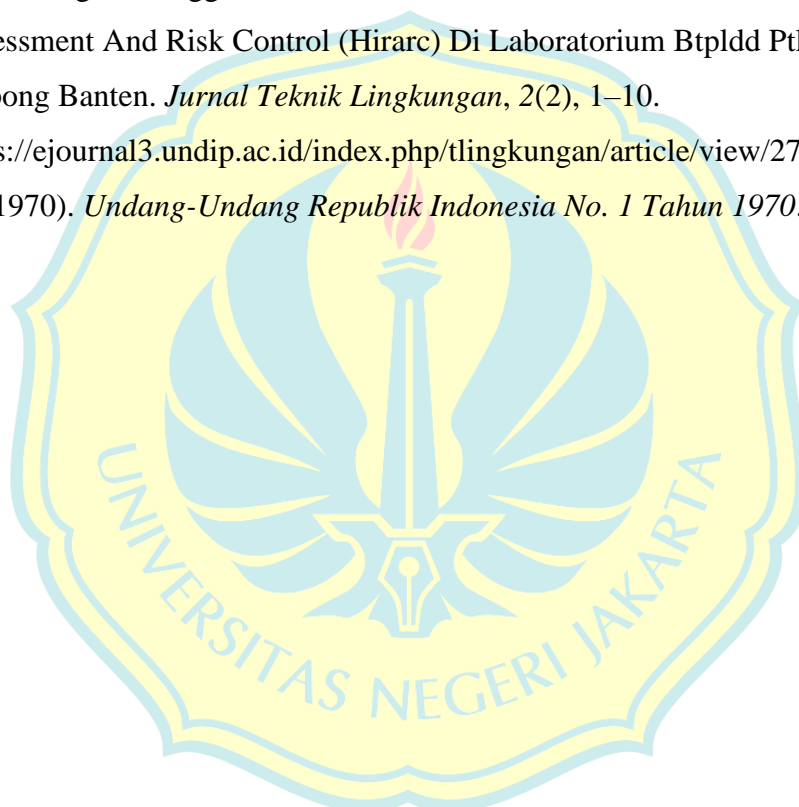 essment And Risk Control (Hirarc) Di Laboratorium Btpldd Ptl
ong Banten. Jurnal Teknik Lingkungan, 2(2), 1–10.
s://ejournal3.undip.ac.id/index.php/tlingkungan/article/view/27
1970). Undang-Undang Republik Indonesia No. 1 Tahun 1970.
UNIVERSITAS NEGERI JAKARTA